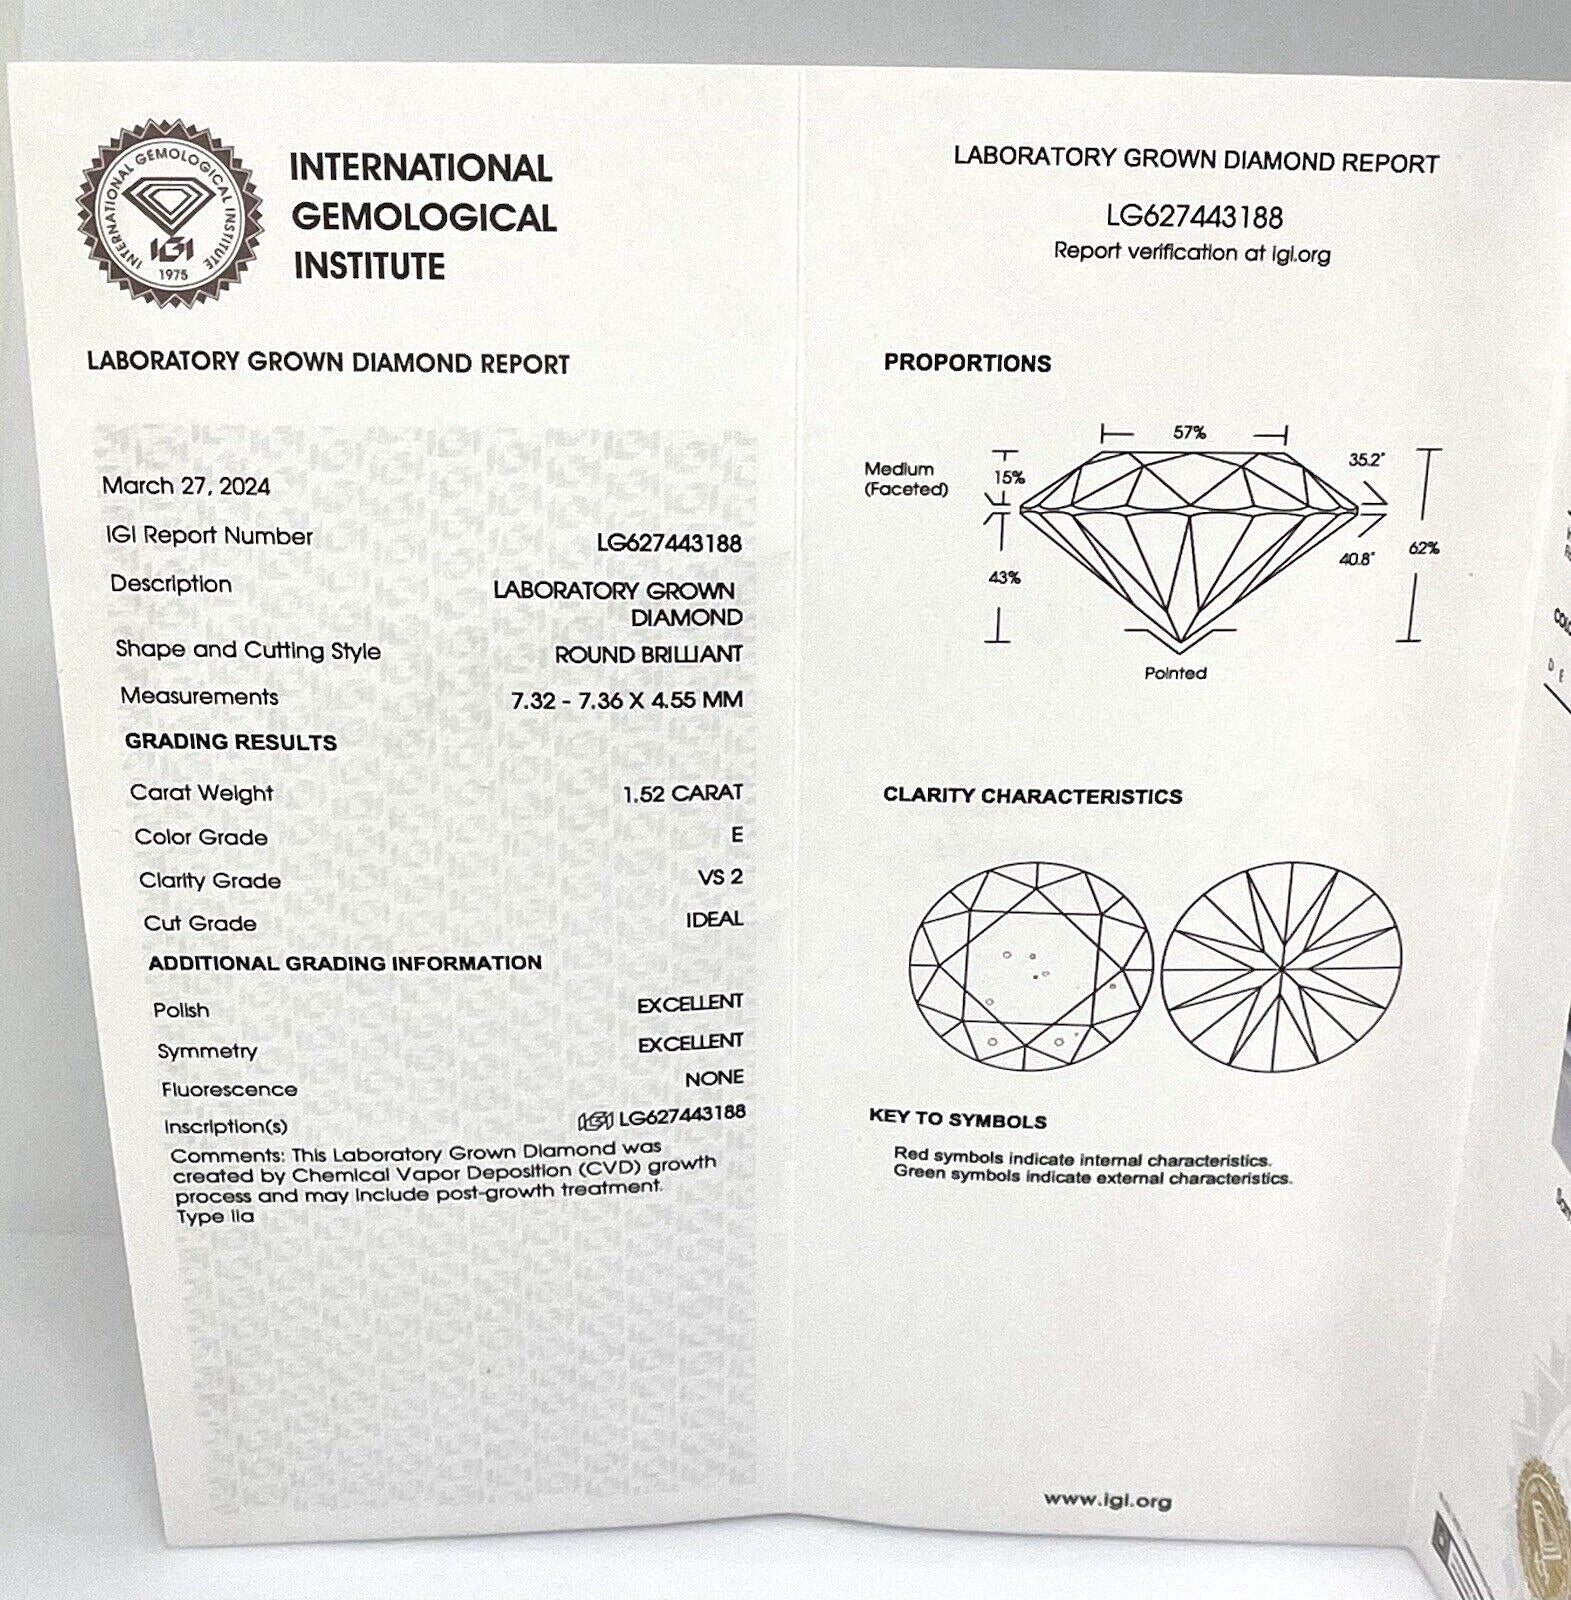 INTERNATIONAL GEMOLOGICAL INSTITUTE
IGI
1975
INTERNATIONAL
GEMOLOGICAL
INSTITUTE
LABORATORY GROWN DIAMOND REPORT
March 27, 2024
IGI Report Number LG627443188
Description LABORATORY GROWN
DIAMOND
Shape and Cutting Style ROUND BRILLIANT
Measurements 7.32 - 7.36 X 4.55 MM
GRADING RESULTS
Carat Weight 1.52 CARAT
Color Grade E
Clarity Grade VS 2
Cut Grade IDEAL
ADDITIONAL GRADING INFORMATION
Polish EXCELLENT
Symmetry EXCELLENT
Fluorescence NONE
Inscription(s) IGI LG627443188
Comments: This Laboratory Grown Diamond was
created by Chemical Vapor Deposition (CVD) growth
process and may include post-growth treatment.
Type IIa
LABORATORY GROWN DIAMOND REPORT
LG627443188
Report verification at igi.org
PROPORTIONS
57%
Medium
(Faceted)
15%
35.2°
43%
40.8°
62%
Pointed
CLARITY CHARACTERISTICS
KEY TO SYMBOLS
Red symbols indicate internal characteristics.
Green symbols indicate external characteristics.
www.igi.org
D E